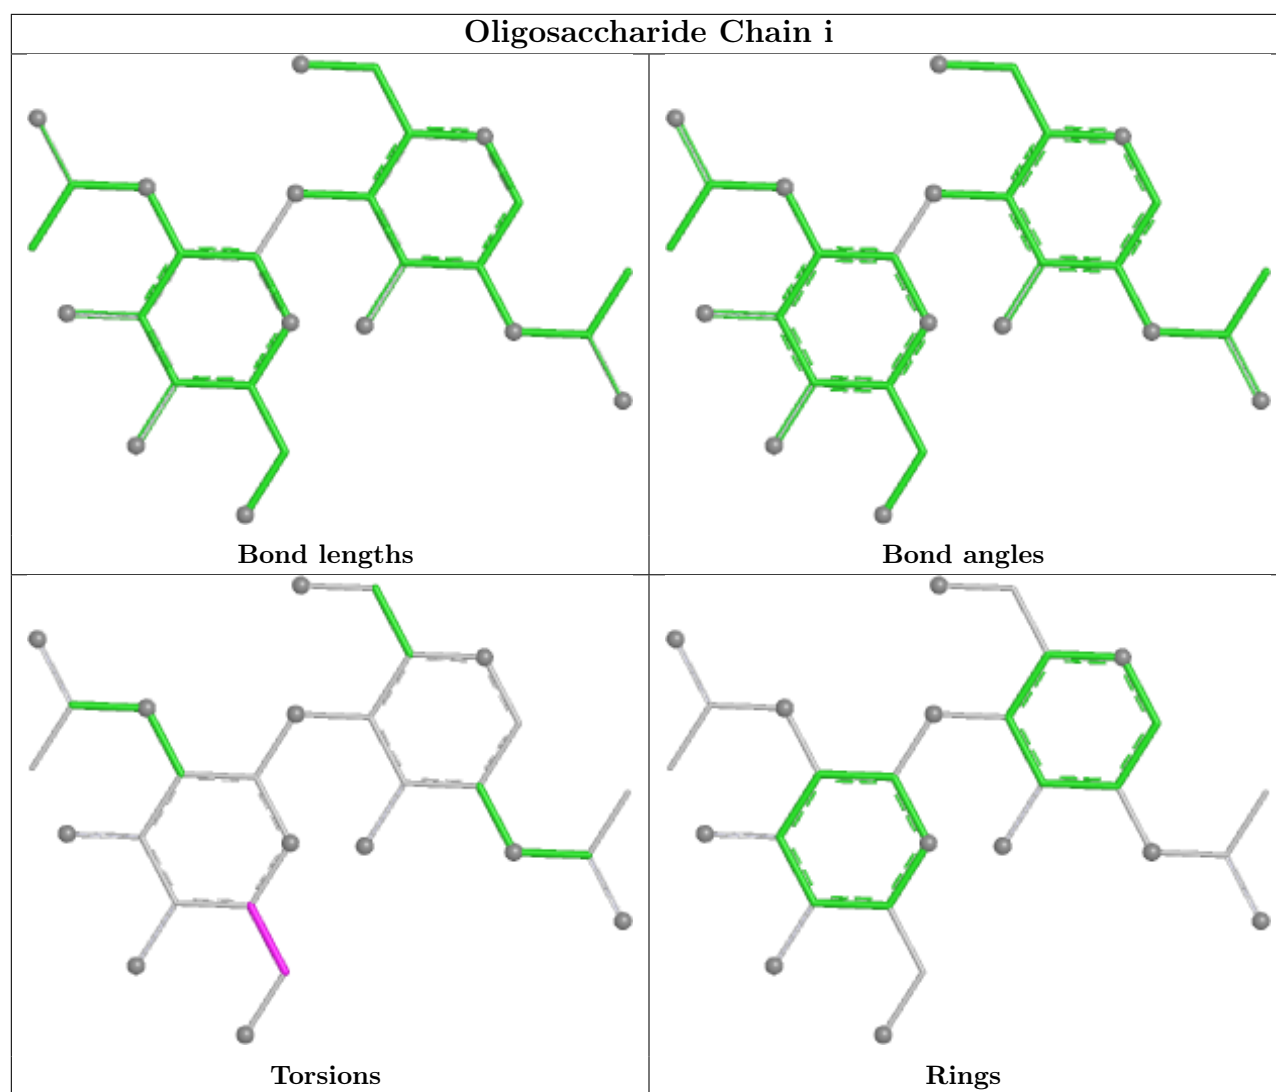 Oligosaccharide Chain i
Bond lengths
Bond angles
Torsions
Rings